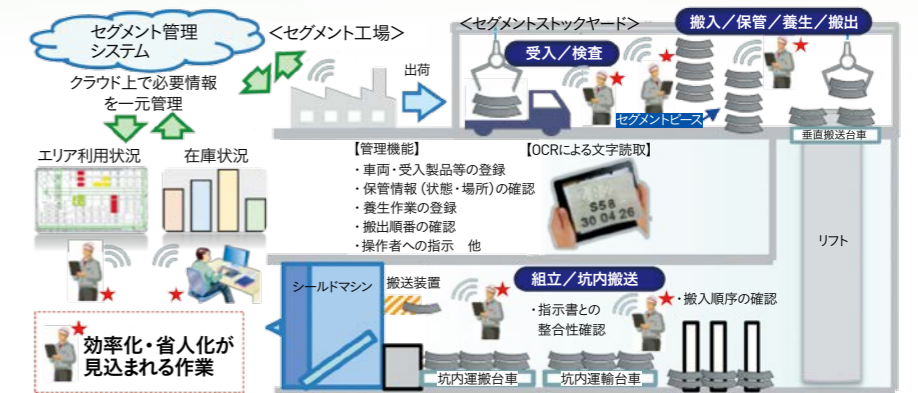 セグメント管理
システム
クラウド上で必要情報
を一元管理
＜セグメント工場＞
出荷
＜セグメントストックヤード＞
受入／検査
搬入／保管／養生／搬出
セグメントピース
垂直搬送台車
エリア利用状況
在庫状況
【管理機能】
・車両・受入製品等の登録
・保管情報（状態・場所）の確認
・養生作業の登録
・搬出順番の確認
・操作者への指示　他
【OCRによる文字読取】
S58
30 04 26
リフト
シールドマシン
搬送装置
組立／坑内搬送
・指示書との
整合性確認
・搬入順序の確認
坑内運搬台車
坑内運輸台車
効率化・省人化が
見込まれる作業